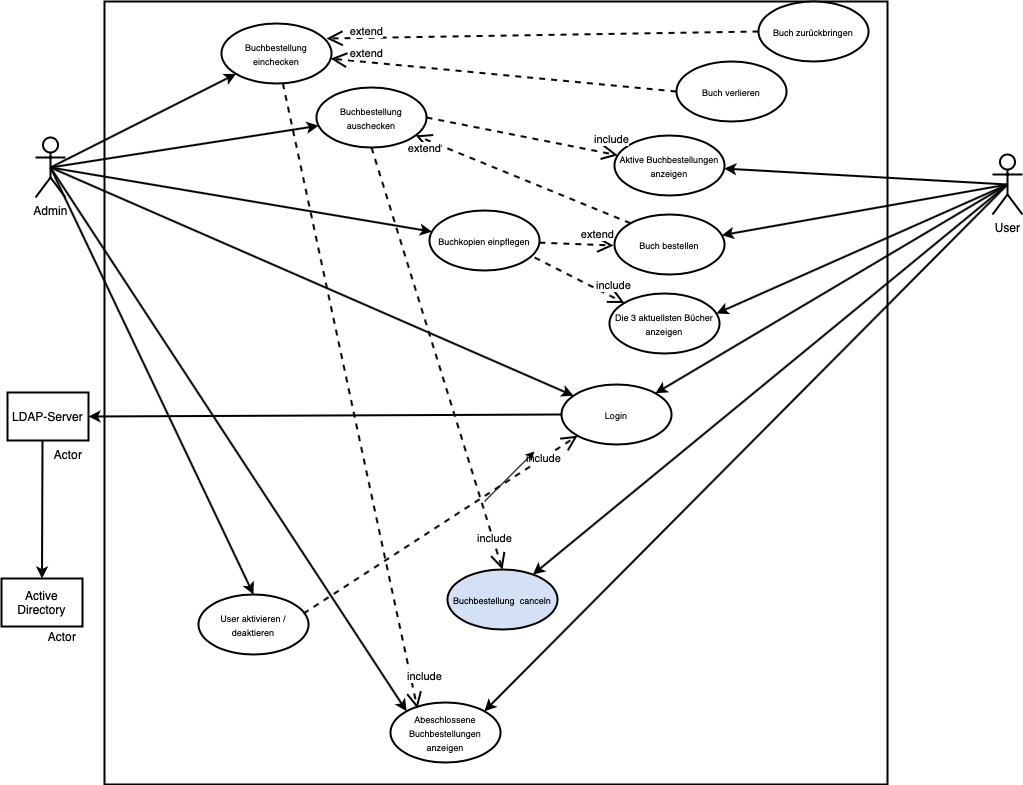 extend
Buch zurückbringen
Buchbestellung
einchecken
extend
Buch verlieren
Buchbestellung
auschecken
include
extend
Aktive Buchbestellungen
anzeigen
Admin
User
Buchkopien einpflegen
extend
Buch bestellen
include
Die 3 aktuellsten Bücher
anzeigen
LDAP-Server
Login
Actor
include
include
Active
Directory
Buchbestellung canceln
User aktivieren /
deaktieren
Actor
include
Abeschlossene
Buchbestellungen
anzeigen